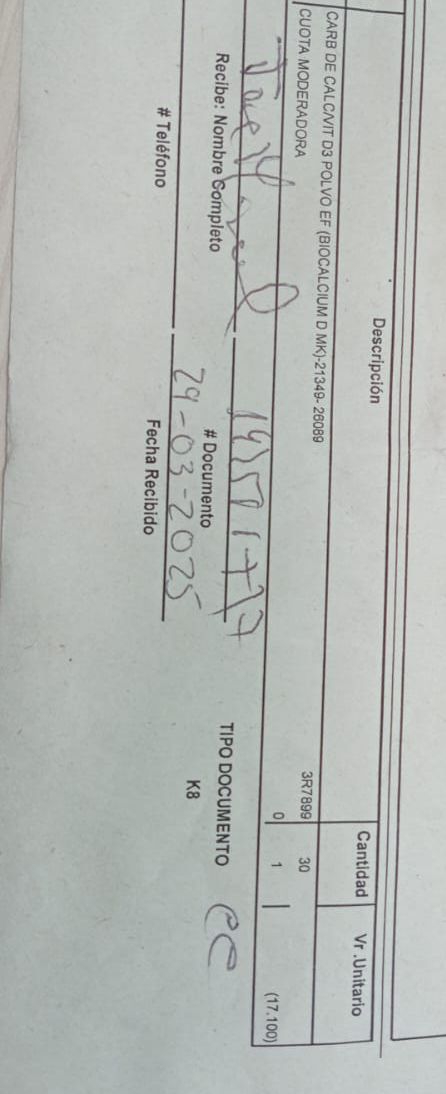 Descripción Cantidad Vr .Unitario
CARB DE CALC/VIT D3 POLVO EF (BIOCALCIUM D MK)-21349- 26089 3R7899 30
CUOTA MODERADORA 0 1 (17.100)
Recibe: Nombre Completo # Documento TIPO DOCUMENTO CC
K8
29-03-2025
# Teléfono Fecha Recibido